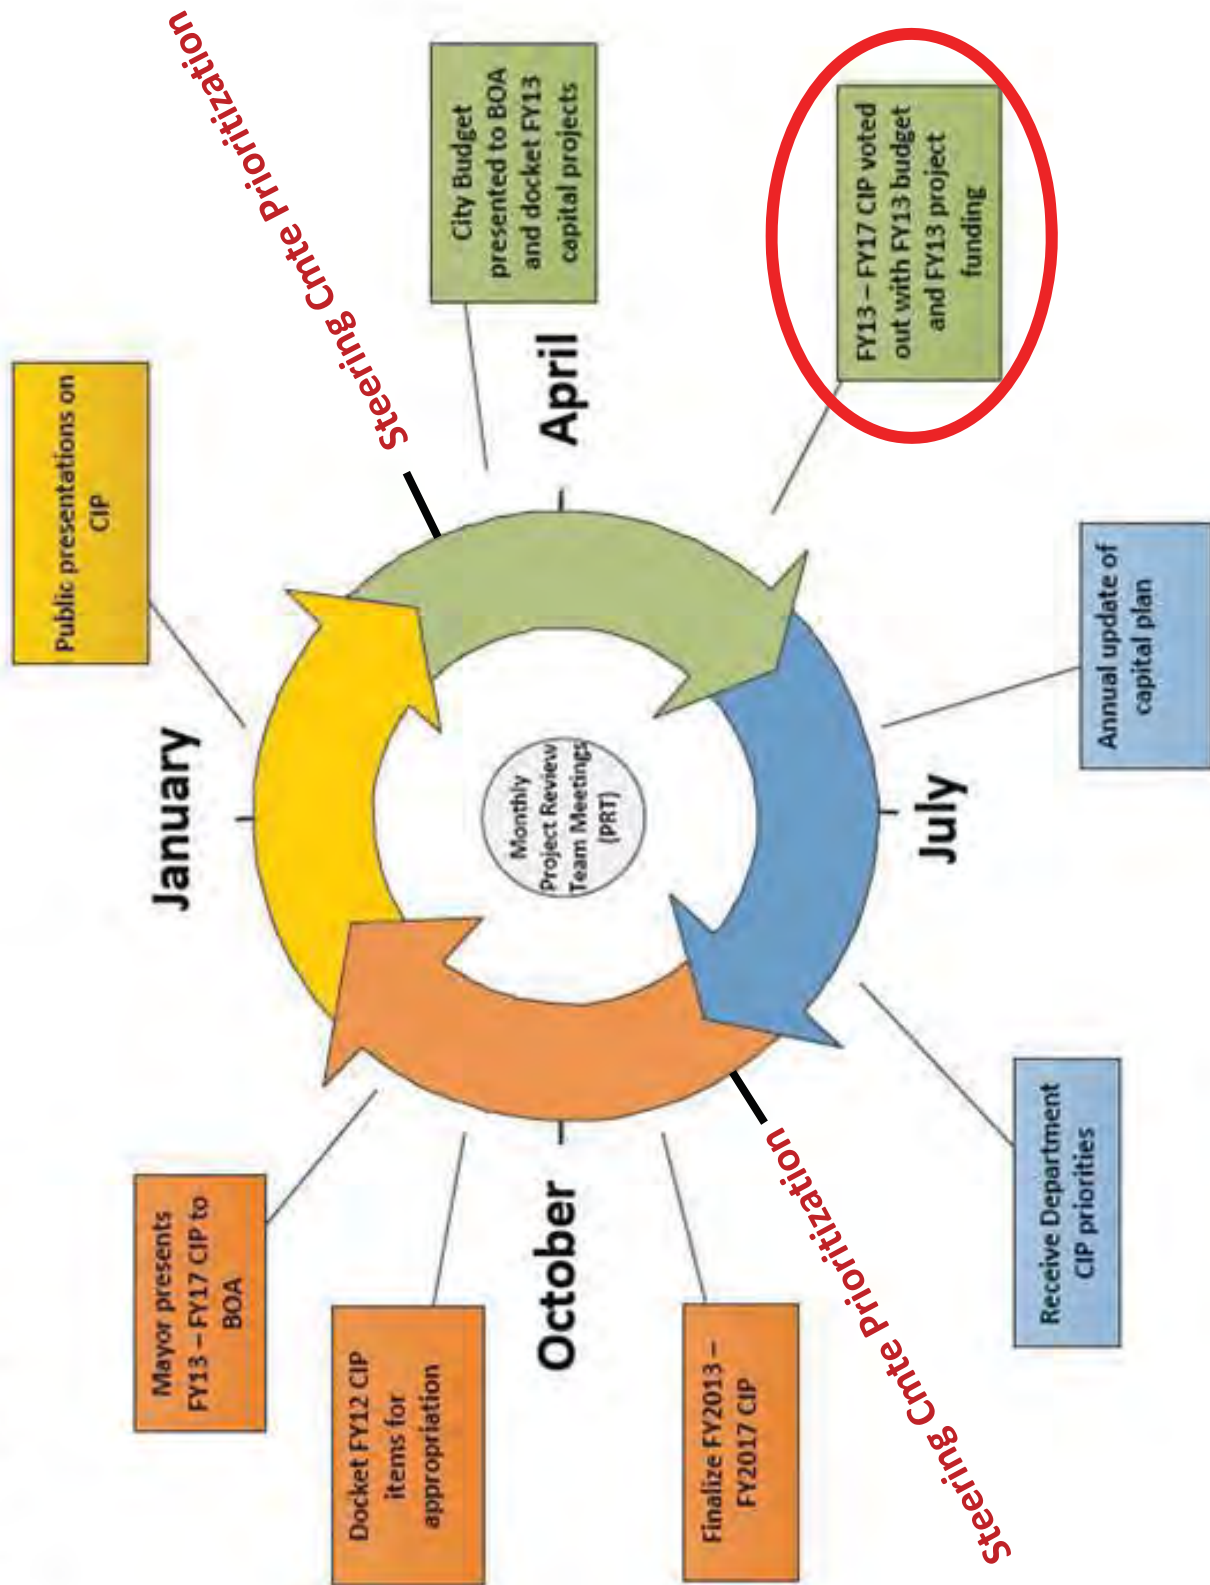 January
Public presentations on
CIP
Steering Cmte Prioritization
City Budget
presented to BOA
and docket FY13
capital projects
April
FY13 – FY17 CIP voted
out with FY13 budget
and FY13 project
funding
Annual update of
capital plan
July
Receive Department
CIP priorities
Steering Cmte Prioritization
Finalize FY2013 –
FY2017 CIP
October
Docket FY12 CIP
items for
appropriation
Mayor presents
FY13 – FY17 CIP to
BOA
Monthly
Project Review
Team Meetings
(PRT)